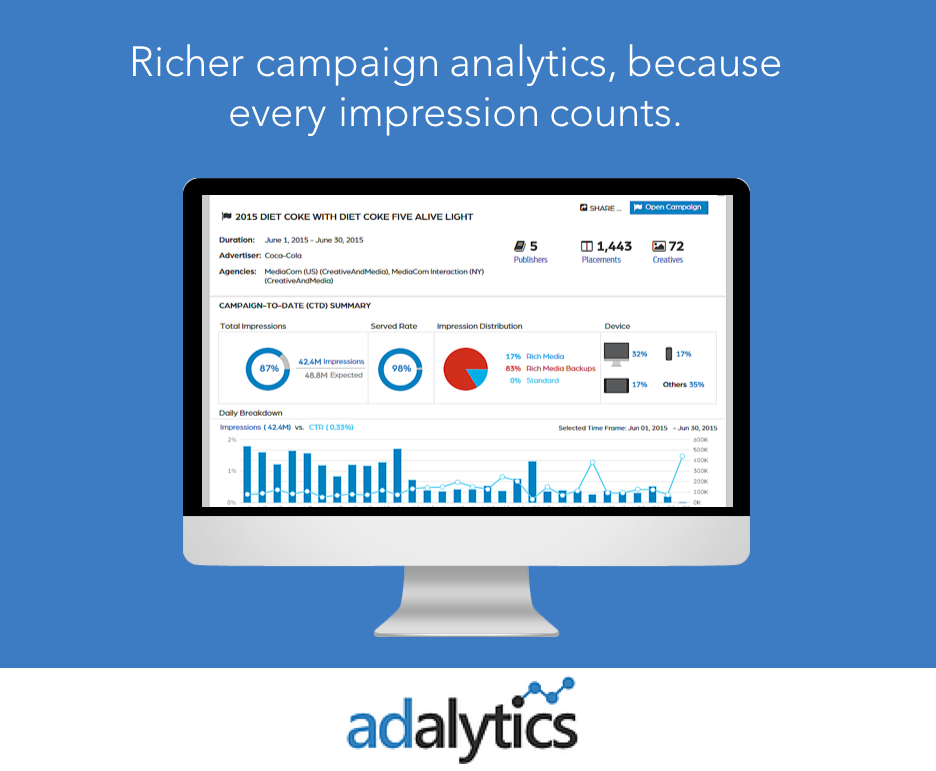 Richer campaign analytics, because
every impression counts.
SHARE ...
Open Campaign
2015 DIET COKE WITH DIET COKE FIVE ALIVE LIGHT
Duration: June 1, 2015 - June 30, 2015
Advertiser: Coca-Cola
Agencies: MediaCom (US) (CreativeAndMedia), MediaCom Interaction (NY)
(CreativeAndMedia)
5
Publishers
1,443
Placements
72
Creatives
CAMPAIGN-TO-DATE (CTD) SUMMARY
Total Impressions
87%
42.4M Impressions
48.8M Expected
Served Rate
98%
Impression Distribution
17% Rich Media
83% Rich Media Backups
0% Standard
Device
32%
17%
17%
Others 35%
Daily Breakdown
Impressions ( 42.4M) vs. CTR ( 0.33%)
Selected Time Frame: Jun 01, 2015 - Jun 30, 2015
2%
1%
0%
600K
500K
400K
300K
200K
100K
0K
adalytics